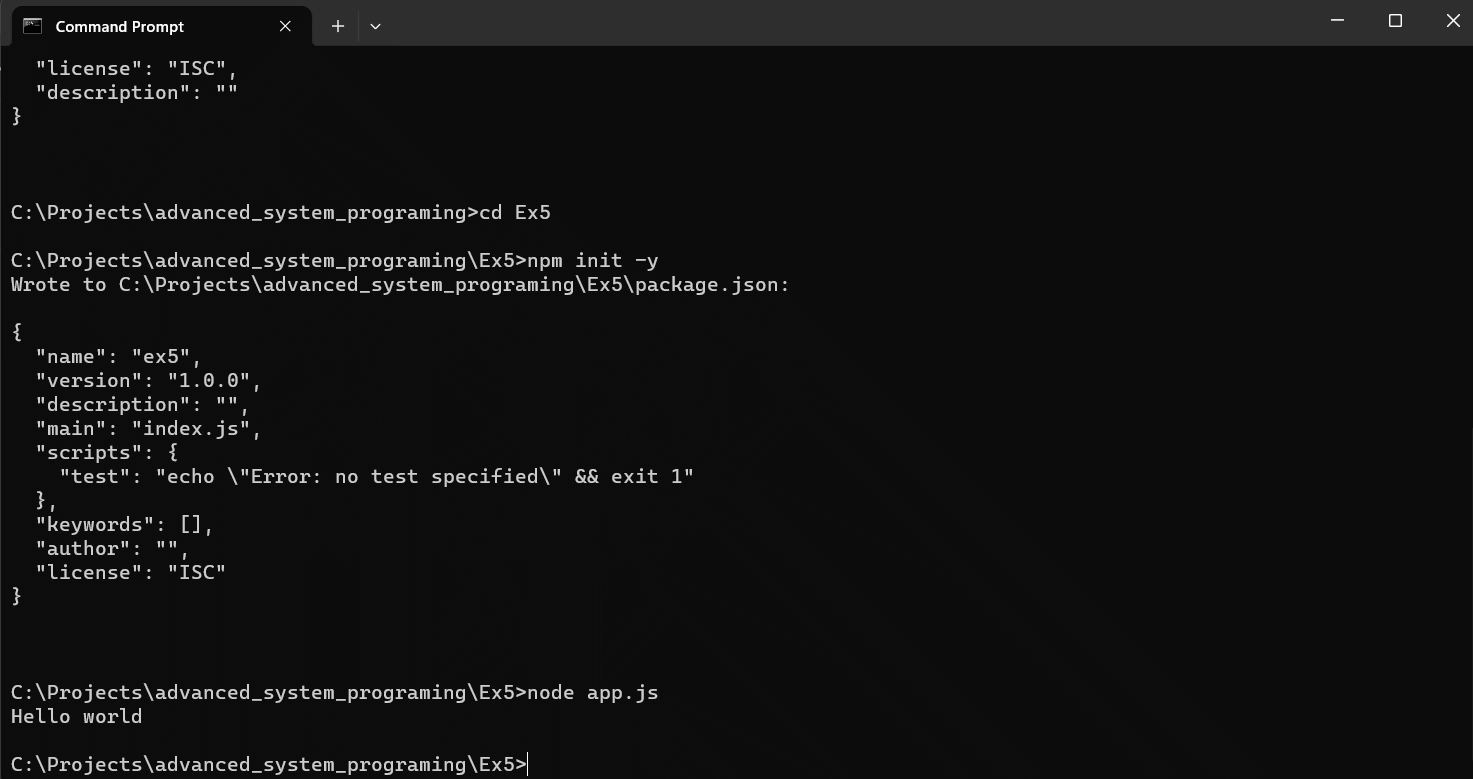 Command Prompt
  "license": "ISC",
  "description": ""
}
C:\Projects\advanced_system_programing>cd Ex5
C:\Projects\advanced_system_programing\Ex5>npm init -y
Wrote to C:\Projects\advanced_system_programing\Ex5\package.json:
{
  "name": "ex5",
  "version": "1.0.0",
  "description": "",
  "main": "index.js",
  "scripts": {
    "test": "echo \"Error: no test specified\" && exit 1"
  },
  "keywords": [],
  "author": "",
  "license": "ISC"
}
C:\Projects\advanced_system_programing\Ex5>node app.js
Hello world
C:\Projects\advanced_system_programing\Ex5>